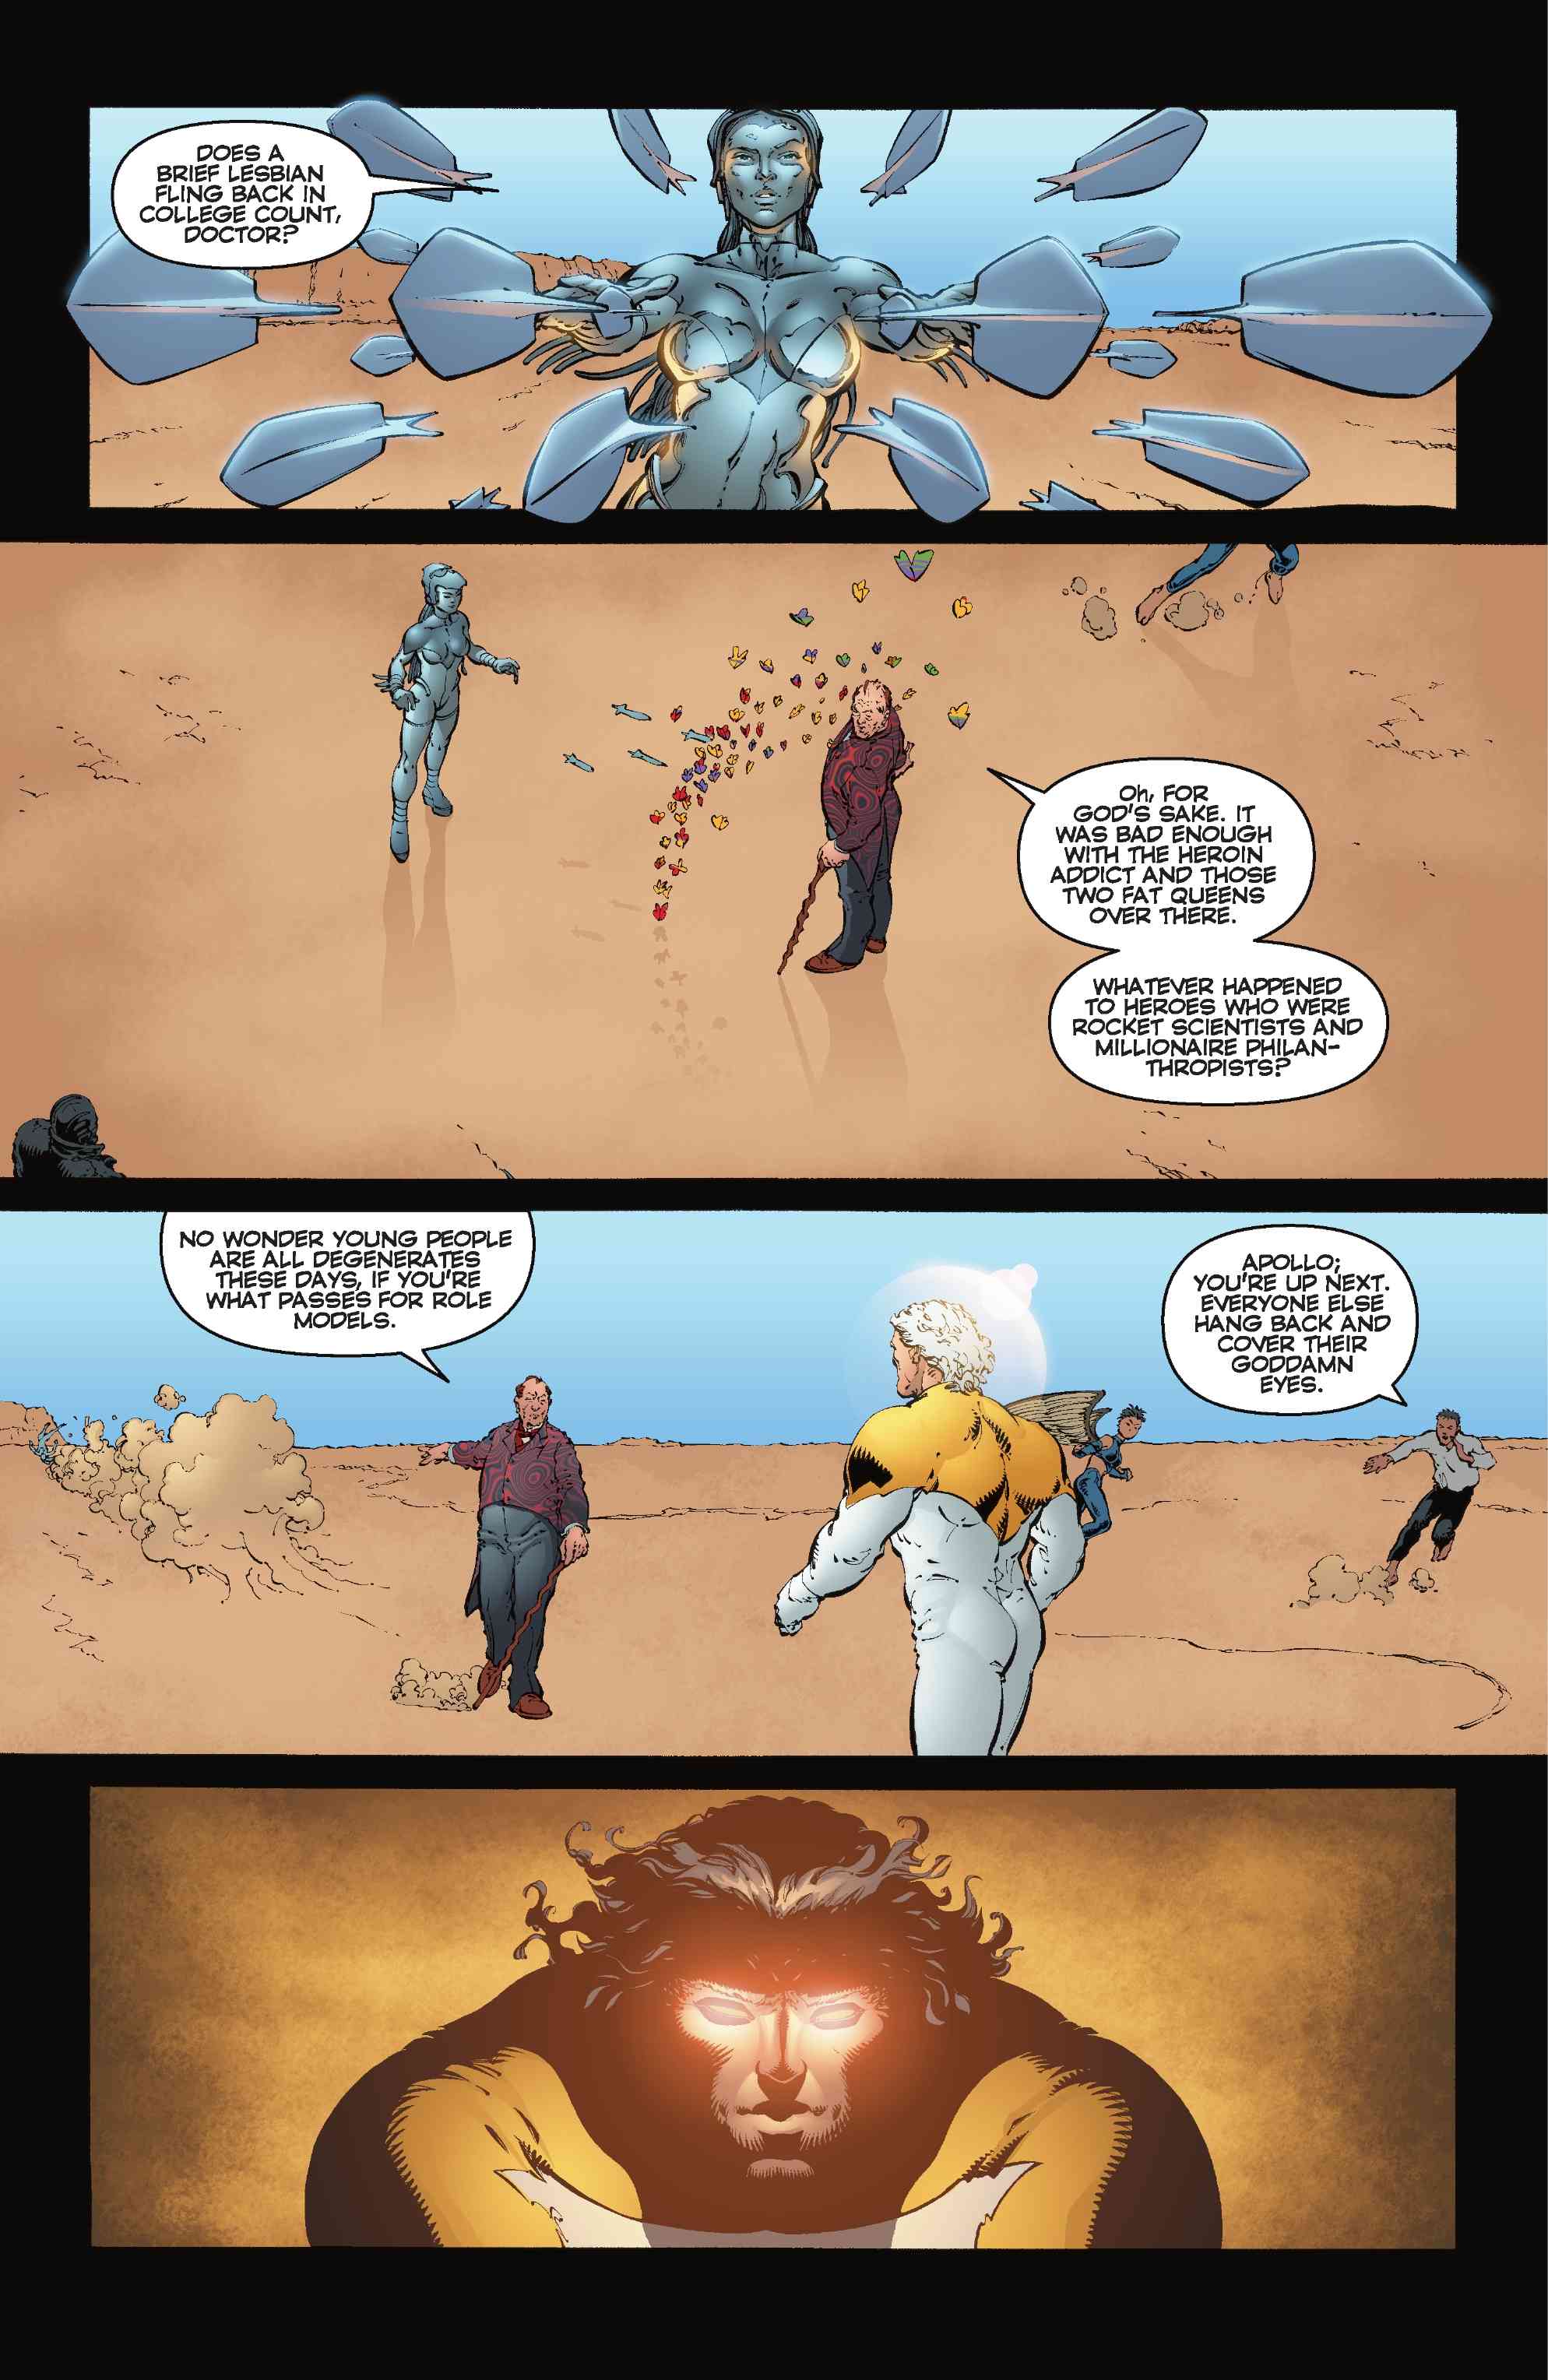 DOES A
BRIEF LESBIAN
FLING BACK IN
COLLEGE COUNT,
DOCTOR?
Oh, FOR
GOD'S SAKE. IT
WAS BAD ENOUGH
WITH THE HEROIN
ADDICT AND THOSE
TWO FAT QUEENS
OVER THERE.
WHATEVER HAPPENED
TO HEROES WHO WERE
ROCKET SCIENTISTS AND
MILLIONAIRE PHILAN-
THROPISTS?
NO WONDER YOUNG PEOPLE
ARE ALL DEGENERATES
THESE DAYS, IF YOU'RE
WHAT PASSES FOR ROLE
MODELS.
APOLLO;
YOU'RE UP NEXT.
EVERYONE ELSE
HANG BACK AND
COVER THEIR
GODDAMN
EYES.